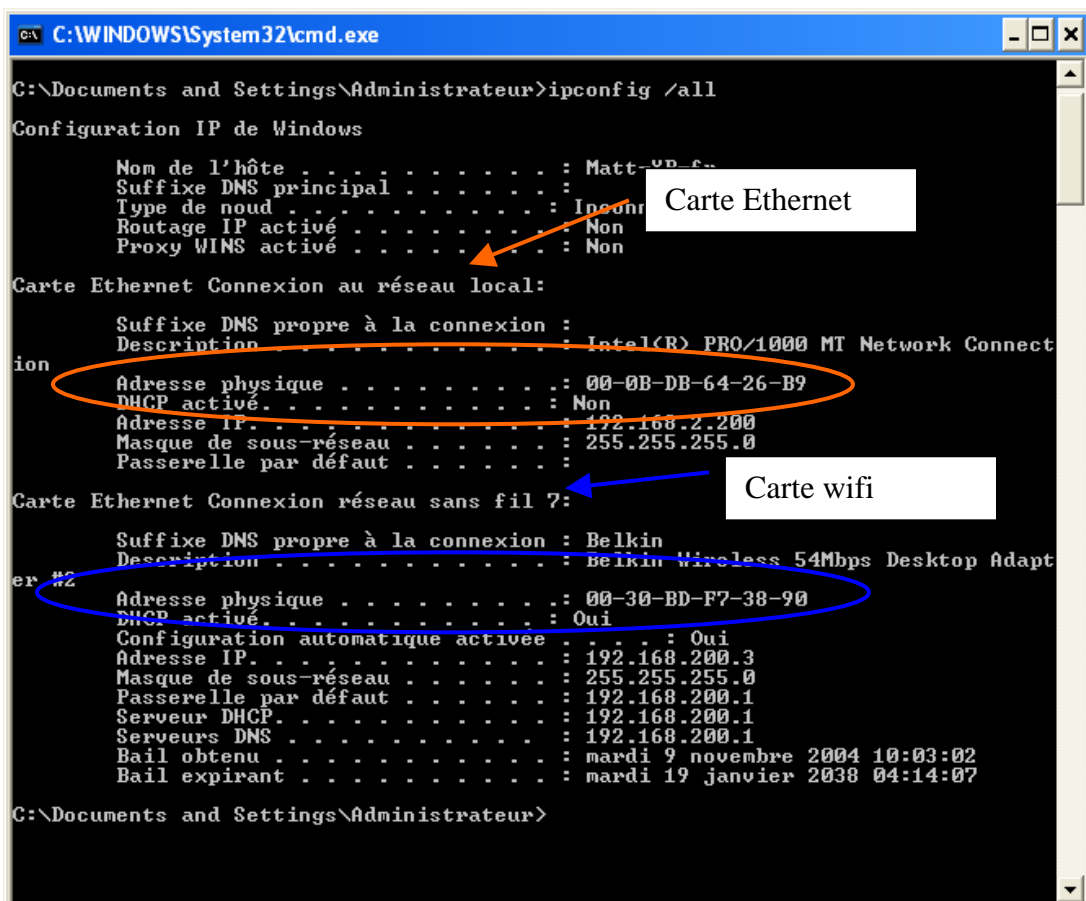 C:\WINDOWS\System32\cmd.exe
C:\Documents and Settings\Administrateur>ipconfig /all
Configuration IP de Windows
Nom de l'hôte . . . . . . . . . . : Matt-XP-fr
Suffixe DNS principal . . . . . . :
Type de noud . . . . . . . . . . :
Carte Ethernet
Routage IP activé . . . . . . . . : Non
Proxy WINS activé . . . . . . . . : Non
Carte Ethernet Connexion au réseau local:
Suffixe DNS propre à la connexion :
Description . . . . . . . . . . . : Intel(R) PRO/1000 MT Network Connect
ion
Adresse physique . . . . . . . . .: 00-0B-DB-64-26-B9
DHCP activé. . . . . . . . . . . : Non
Adresse IP. . . . . . . . . . . . : 192.168.2.200
Masque de sous-réseau . . . . . . : 255.255.255.0
Passerelle par défaut . . . . . . :
Carte wifi
Carte Ethernet Connexion réseau sans fil 7:
Suffixe DNS propre à la connexion : Belkin
Description . . . . . . . . . . . : Belkin Wireless 54Mbps Desktop Adapt
er #2
Adresse physique . . . . . . . . .: 00-30-BD-F7-38-90
DHCP activé. . . . . . . . . . . : Oui
Configuration automatique activée . . . . : Oui
Adresse IP. . . . . . . . . . . . : 192.168.200.3
Masque de sous-réseau . . . . . . : 255.255.255.0
Passerelle par défaut . . . . . . : 192.168.200.1
Serveur DHCP. . . . . . . . . . . : 192.168.200.1
Serveurs DNS . . . . . . . . . . : 192.168.200.1
Bail obtenu . . . . . . . . . . . : mardi 9 novembre 2004 10:03:02
Bail expirant . . . . . . . . . . : mardi 19 janvier 2038 04:14:07
C:\Documents and Settings\Administrateur>